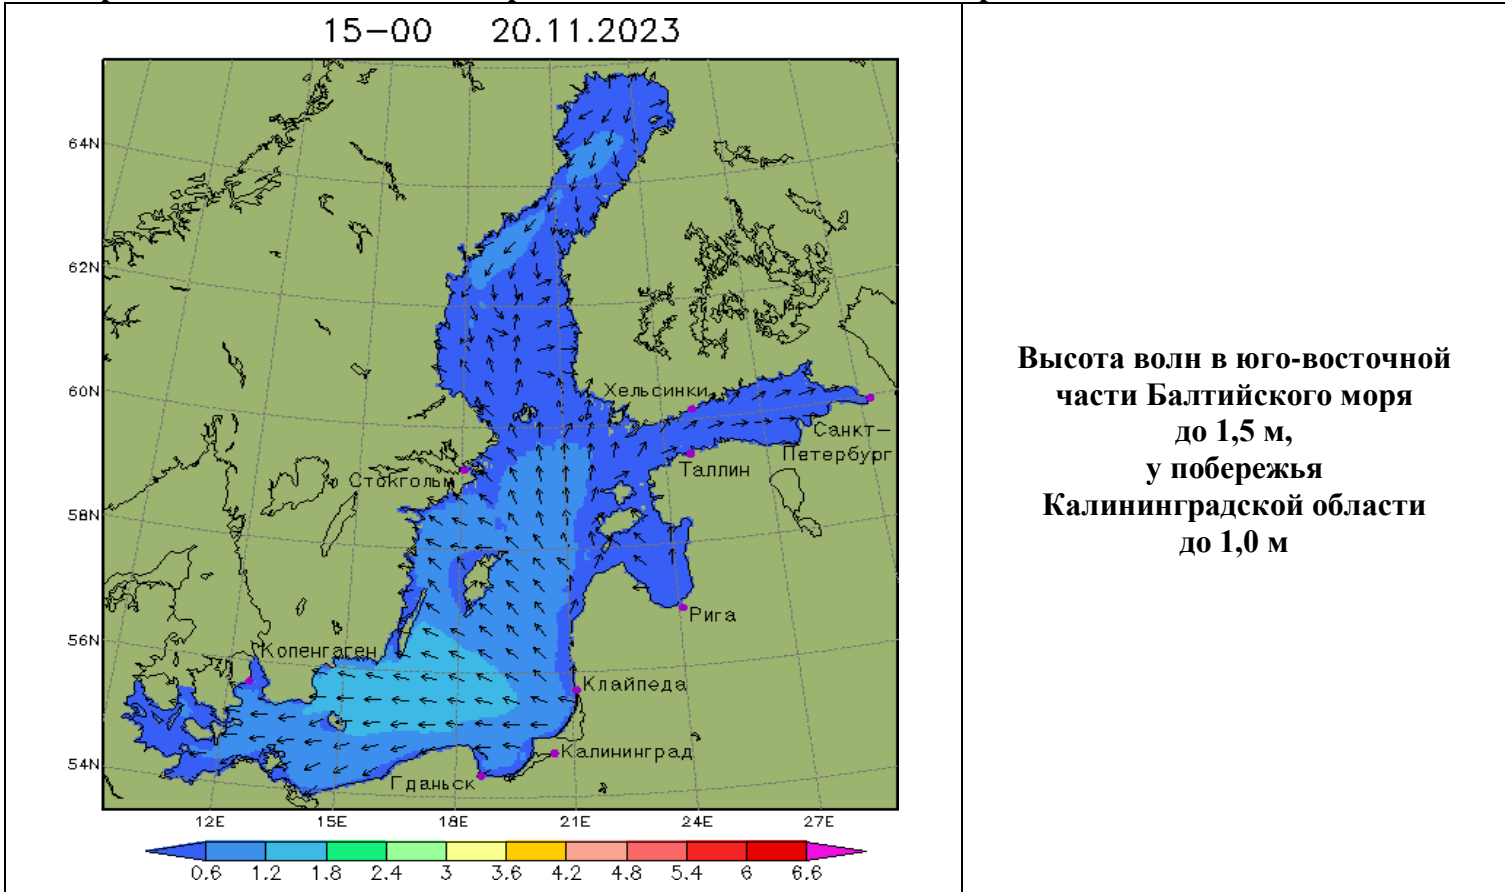 15-00 20.11.2023
64N
62N
60N
58N
56N
54N
Хельсинки
Санкт-
Петербург
Таллин
Стокгольм
Рига
Копенгаген
Клайпеда
Калининград
Гданьск
12E 15E 18E 21E 24E 27E
0.6 1.2 1.8 2.4 3 3.6 4.2 4.8 5.4 6 6.6
Высота волн в юго-восточной
части Балтийского моря
до 1,5 м,
у побережья
Калининградской области
до 1,0 м